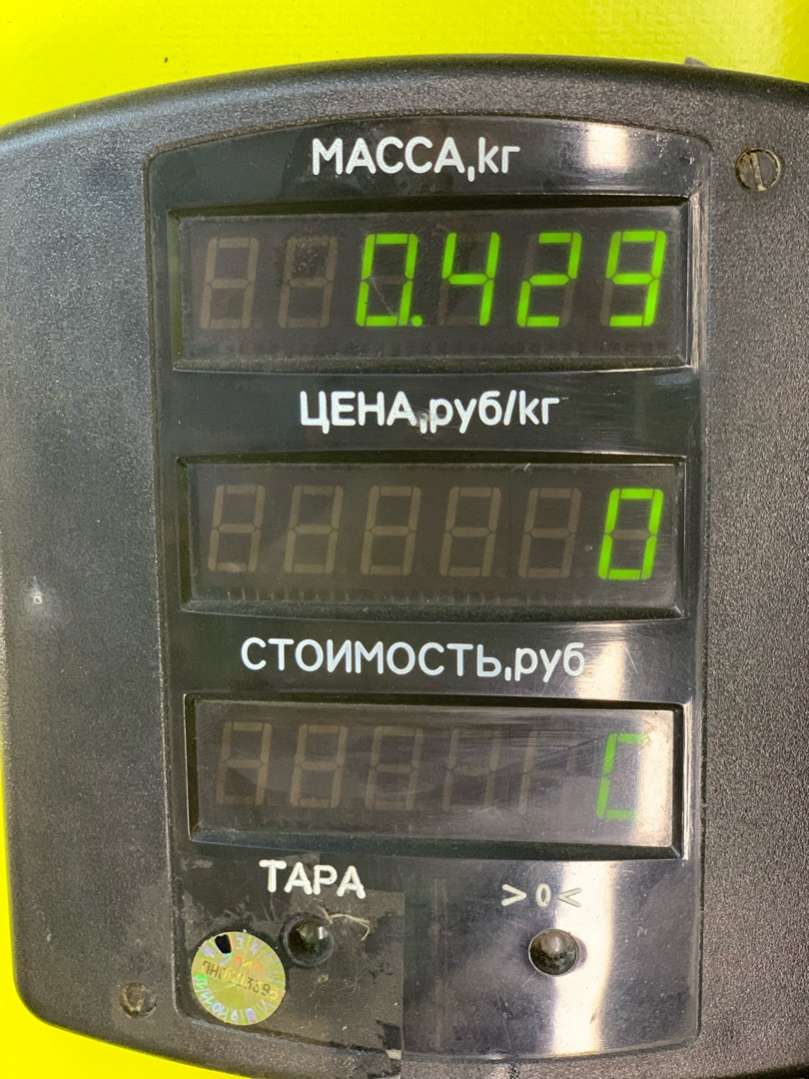 МАССА,кг
0.429
ЦЕНА,руб/кг
0
СТОИМОСТЬ,руб
ТАРА
>0<